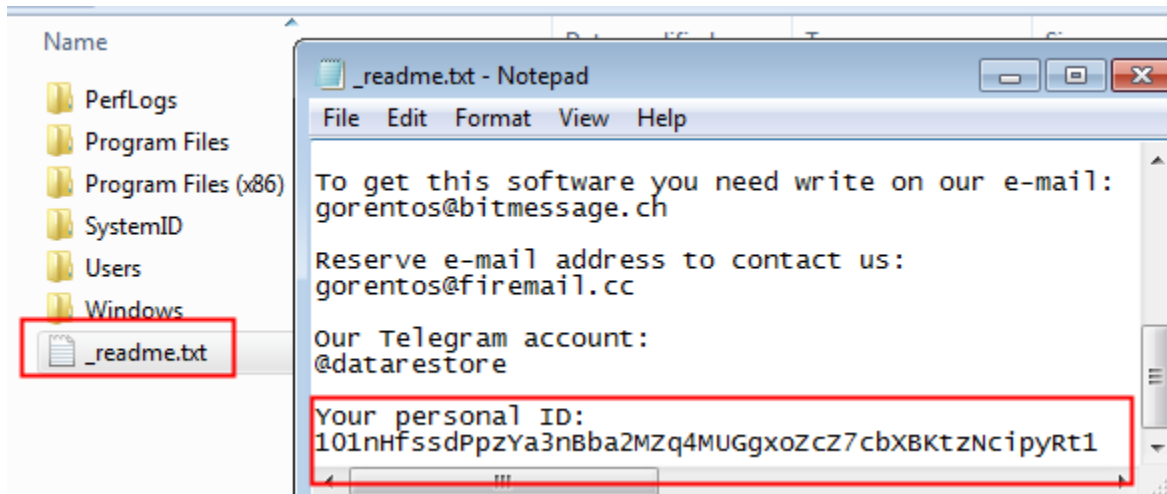 Name
PerfLogs
Program Files
Program Files (x86)
SystemID
Users
Windows
_readme.txt
_readme.txt - Notepad
File Edit Format View Help
To get this software you need write on our e-mail:
gorentos@bitmessage.ch
Reserve e-mail address to contact us:
gorentos@firemail.cc
Our Telegram account:
@datarestore
Your personal ID:
101nHfssdPpzYa3nBba2MZq4MUGgxoZcZ7cbXBKtzNcipyRt1